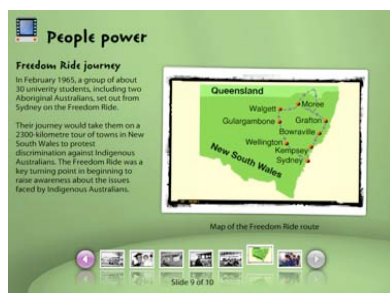 People power
Freedom Ride journey
In February 1965, a group of about
30 univerity students, including two
Aboriginal Australians, set out from
Sydney on the Freedom Ride.
Their journey would take them on a
2300-kilometre tour of towns in New
South Wales to protest
discrimination against Indigenous
Australians. The Freedom Ride was a
key turning point in beginning to
raise awareness about the issues
faced by Indigenous Australians.
Queensland
Moree
Walgett
Gulargambone
Grafton
Bowraville
Wellington
Kempsey
Sydney
New South Wales
Map of the Freedom Ride route
Slide 9 of 10